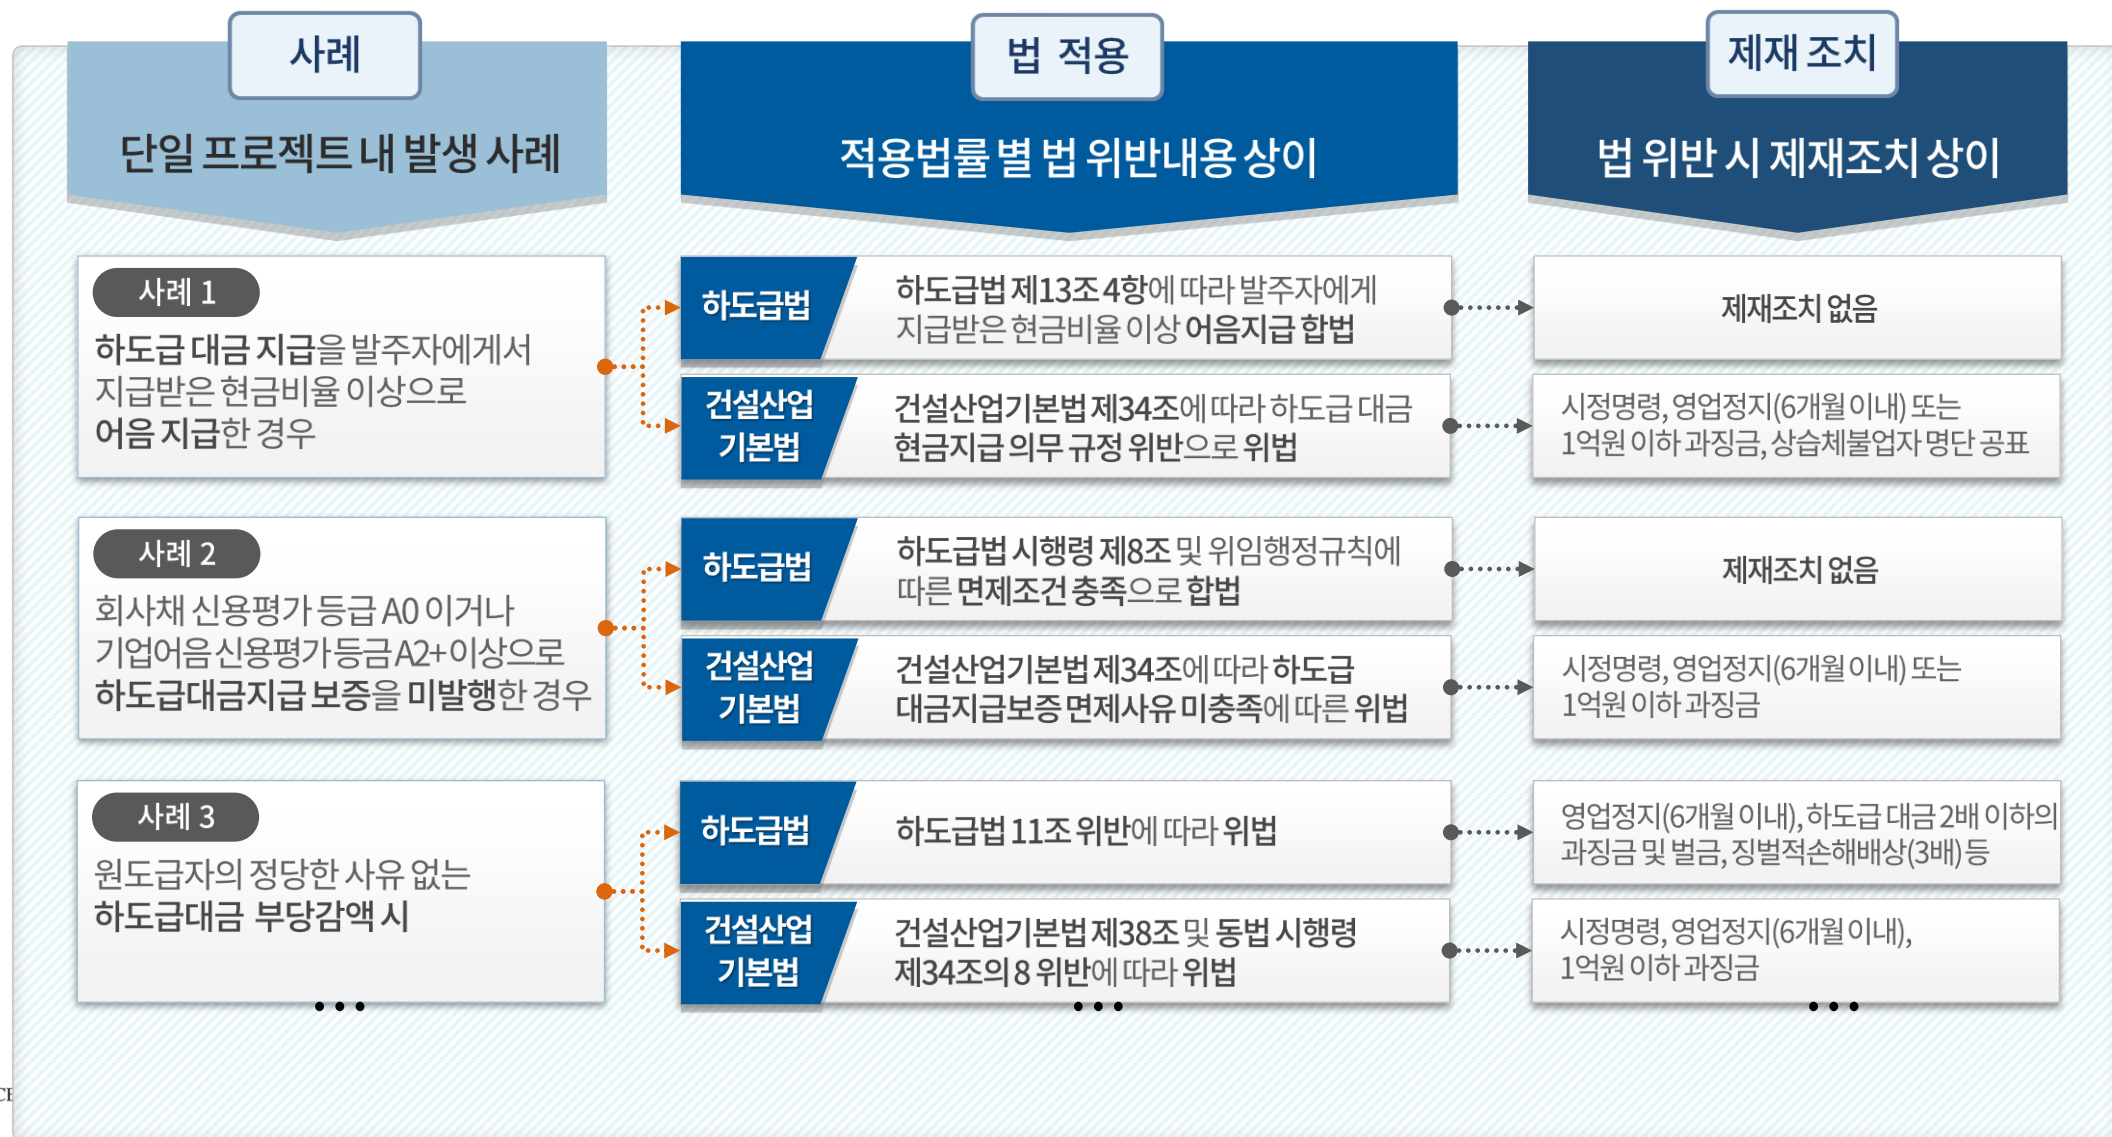 사례
법 적용
제재 조치
단일 프로젝트 내 발생 사례
적용법률 별 법 위반내용 상이
법 위반 시 제재조치 상이
사례 1
하도급 대금 지급을 발주자에게서
지급받은 현금비율 이상으로
어음 지급한 경우
하도급법
하도급법 제13조 4항에 따라 발주자에게
지급받은 현금비율 이상 어음지급 합법
제재조치 없음
건설산업
기본법
건설산업기본법 제34조에 따라 하도급 대금
현금지급 의무 규정 위반으로 위법
시정명령, 영업정지(6개월 이내) 또는
1억원 이하 과징금, 상습체불업자 명단 공표
사례 2
회사채 신용평가 등급 A0 이거나
기업어음 신용평가 등금 A2+ 이상으로
하도급대금지급 보증을 미발행한 경우
하도급법
하도급법 시행령 제8조 및 위임행정규칙에
따른 면제조건 충족으로 합법
제재조치 없음
건설산업
기본법
건설산업기본법 제34조에 따라 하도급
대금지급보증 면제사유 미충족에 따른 위법
시정명령, 영업정지(6개월 이내) 또는
1억원 이하 과징금
사례 3
원도급자의 정당한 사유 없는
하도급대금 부당감액 시
하도급법
하도급법 11조 위반에 따라 위법
영업정지(6개월 이내), 하도급 대금 2배 이하의
과징금 및 벌금, 징벌적손해배상(3배) 등
건설산업
기본법
건설산업기본법 제38조 및 동법 시행령
제34조의 8 위반에 따라 위법
시정명령, 영업정지(6개월 이내),
1억원 이하 과징금
...
...
...